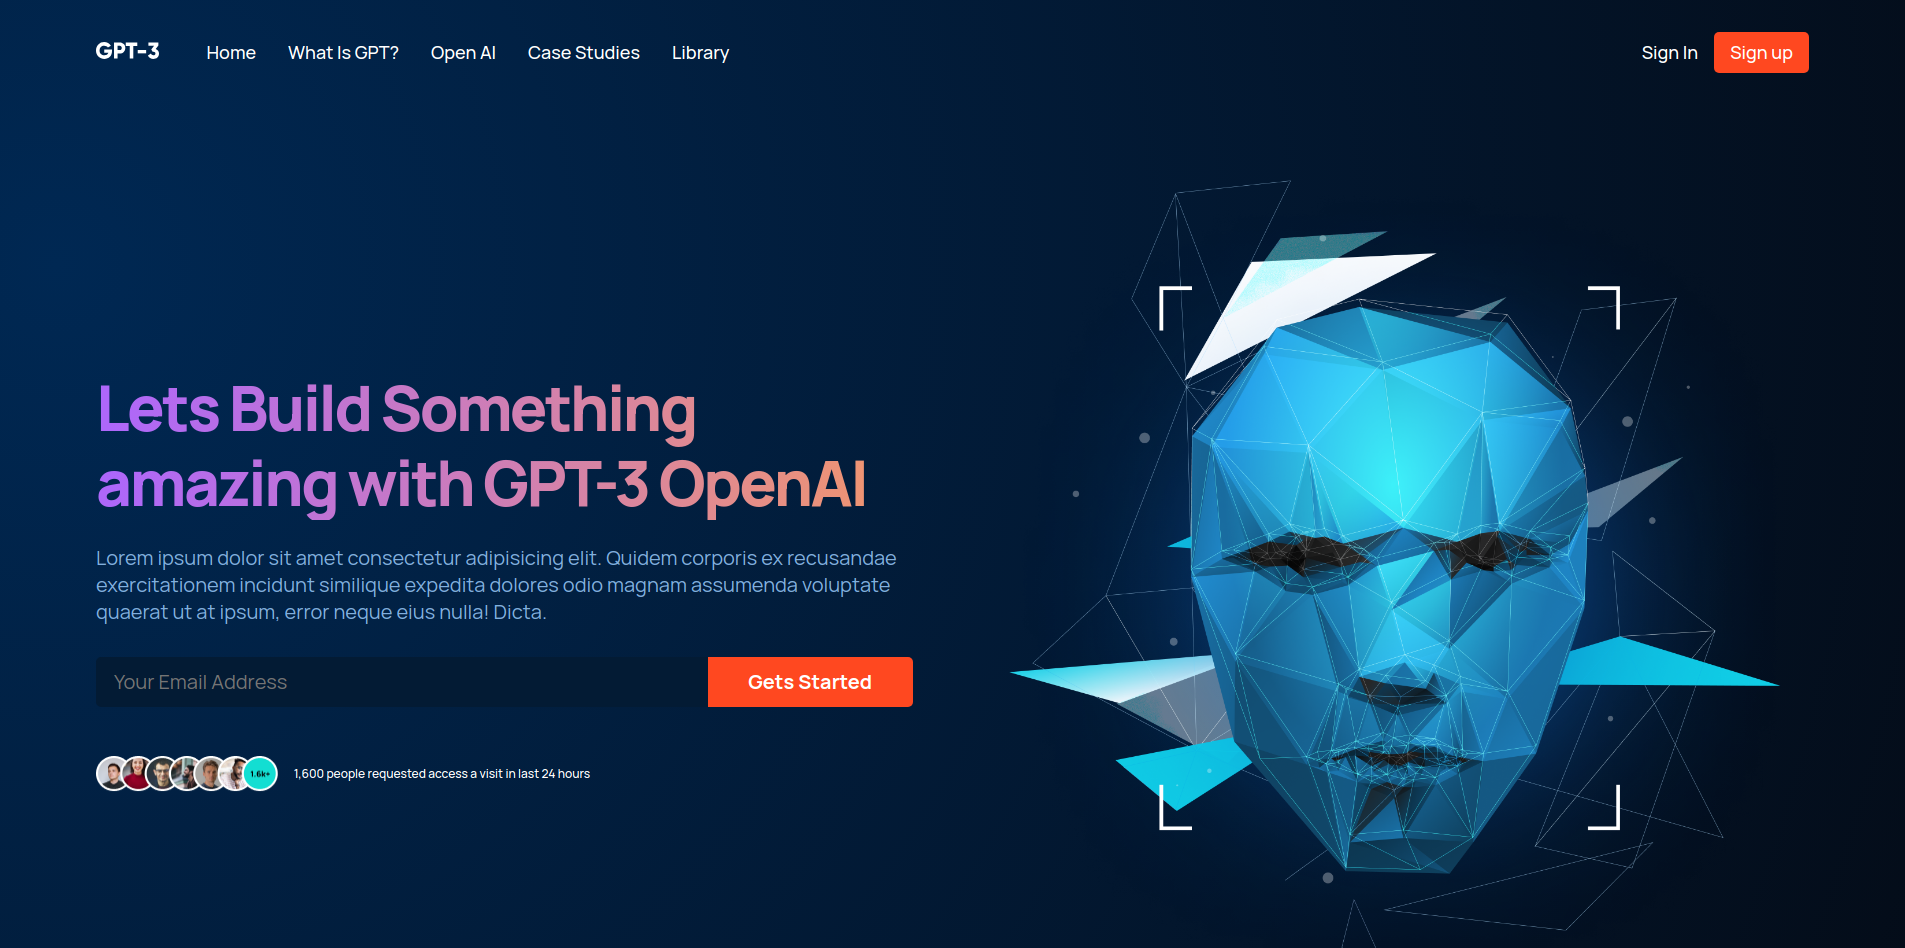 GPT-3 Home What Is GPT? Open AI Case Studies Library Sign In Sign up
Lets Build Something
amazing with GPT-3 OpenAI
Lorem ipsum dolor sit amet consectetur adipisicing elit. Quidem corporis ex recusandae
exercitationem incidunt similique expedita dolores odio magnam assumenda voluptate
quaerat ut at ipsum, error neque eius nulla! Dicta.
Your Email Address Gets Started
1.6k+ 1,600 people requested access a visit in last 24 hours